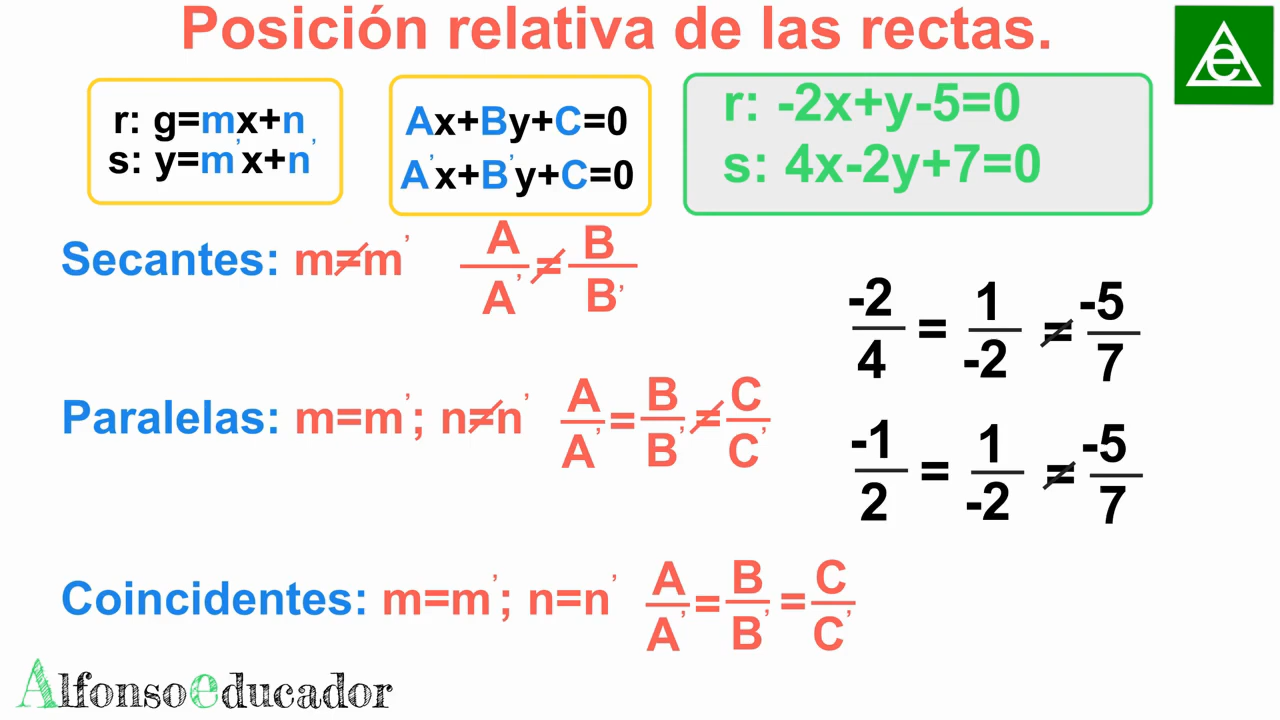 Posición relativa de las rectas.
r: g=mx+n
s: y=m'x+n'
Ax+By+C=0
A'x+B'y+C=0
r: -2x+y-5=0
s: 4x-2y+7=0
Secantes: m≠m' A/A' ≠ B/B'
-2/4 = 1/-2 ≠ -5/7
Paralelas: m=m'; n≠n' A/A' = B/B' ≠ C/C'
-1/2 = 1/-2 ≠ -5/7
Coincidentes: m=m'; n=n' A/A' = B/B' = C/C'
Alfonsoeducador
e